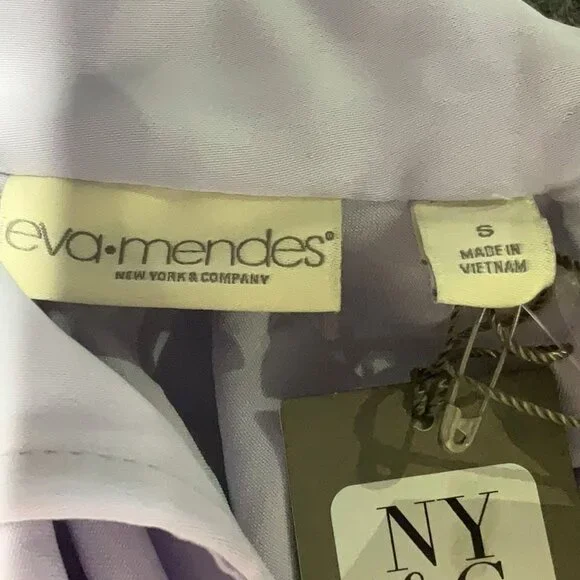 eva•mendes®
NEW YORK & COMPANY
S
MADE IN
VIETNAM
NY
&C